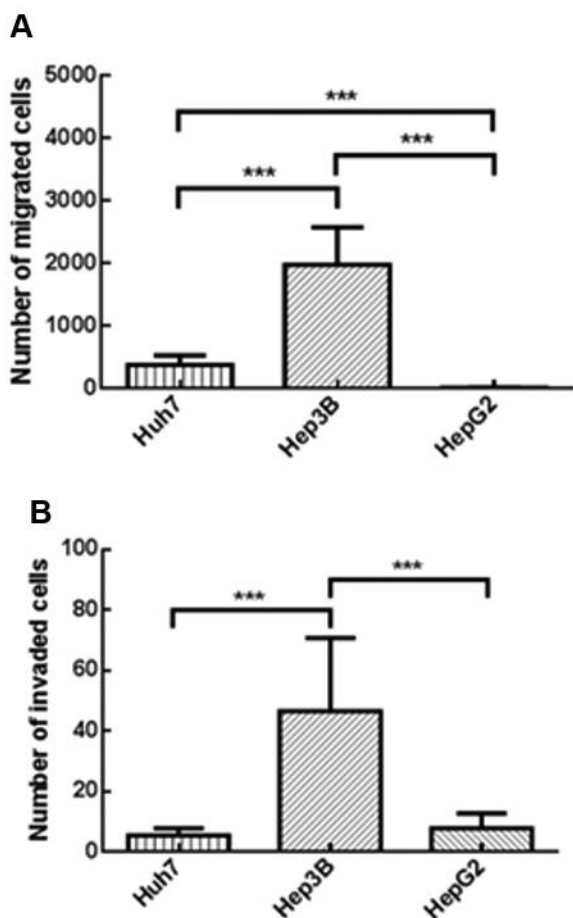 A
Number of migrated cells
5000
4000
3000
2000
1000
0
***
***
***
Huh7
Hep3B
HepG2
B
Number of invaded cells
100
80
60
40
20
0
***
***
Huh7
Hep3B
HepG2